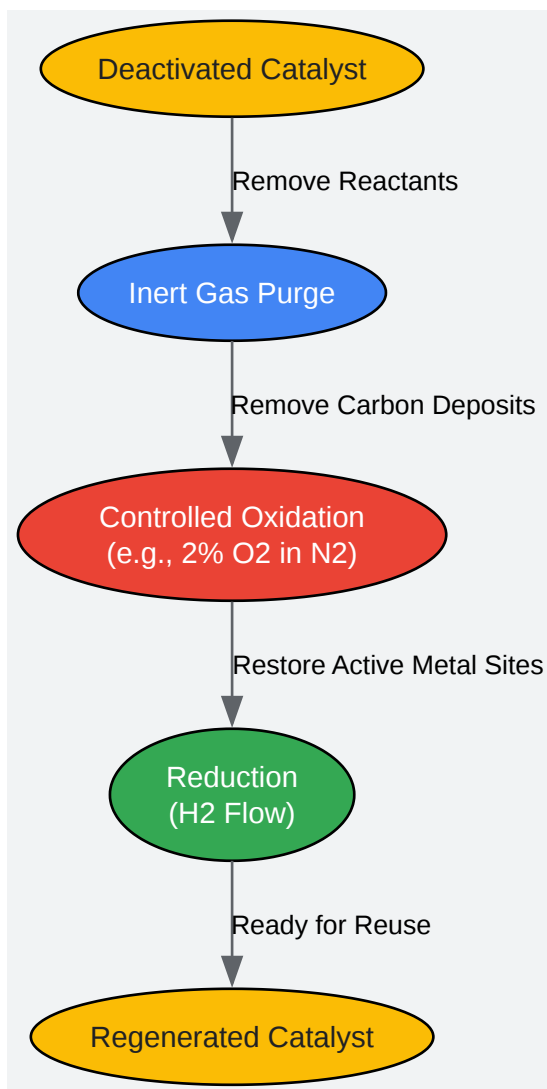 Deactivated Catalyst
Remove Reactants
Inert Gas Purge
Remove Carbon Deposits
Controlled Oxidation
(e.g., 2% O2 in N2)
Restore Active Metal Sites
Reduction
(H2 Flow)
Ready for Reuse
Regenerated Catalyst